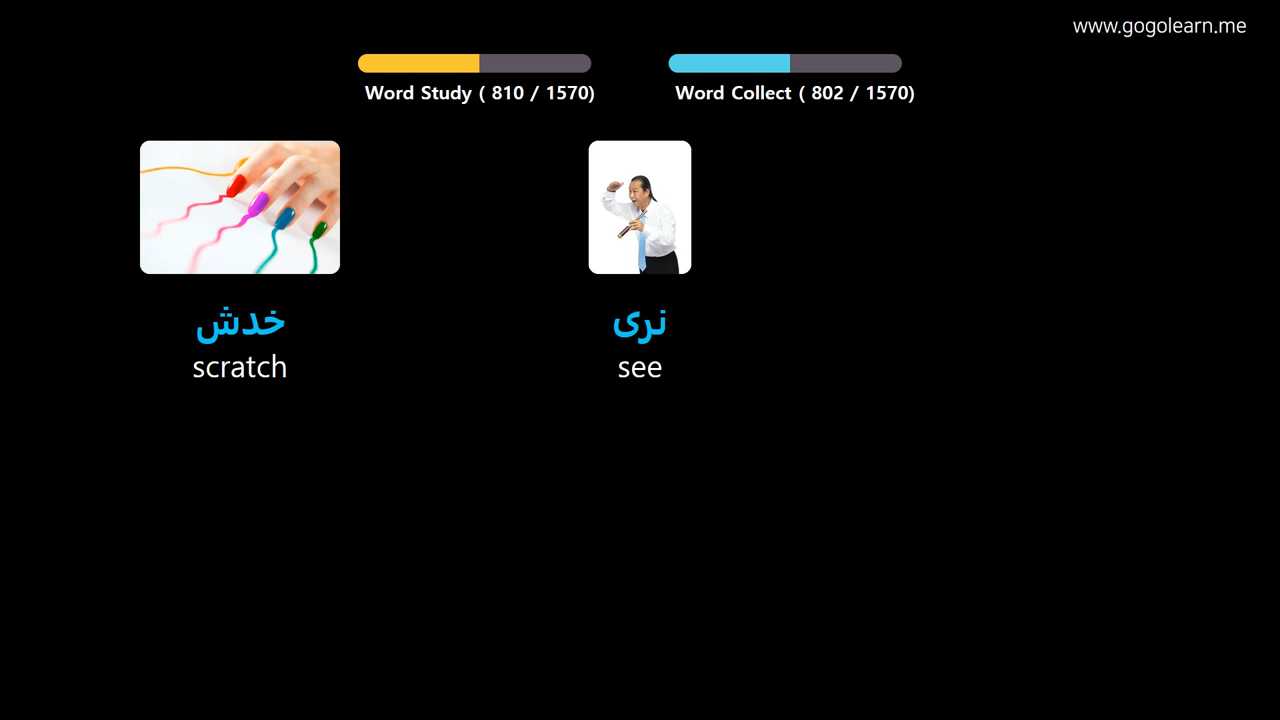 www.gogolearn.me
Word Study ( 810 / 1570)
Word Collect ( 802 / 1570)
خدش
scratch
نرى
see